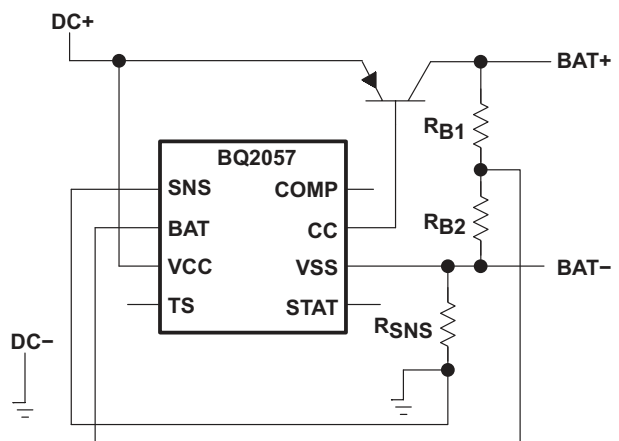 DC+
BAT+
BQ2057
SNS
BAT
VCC
TS
COMP
CC
VSS
STAT
RB1
RB2
BAT−
RSNS
DC−